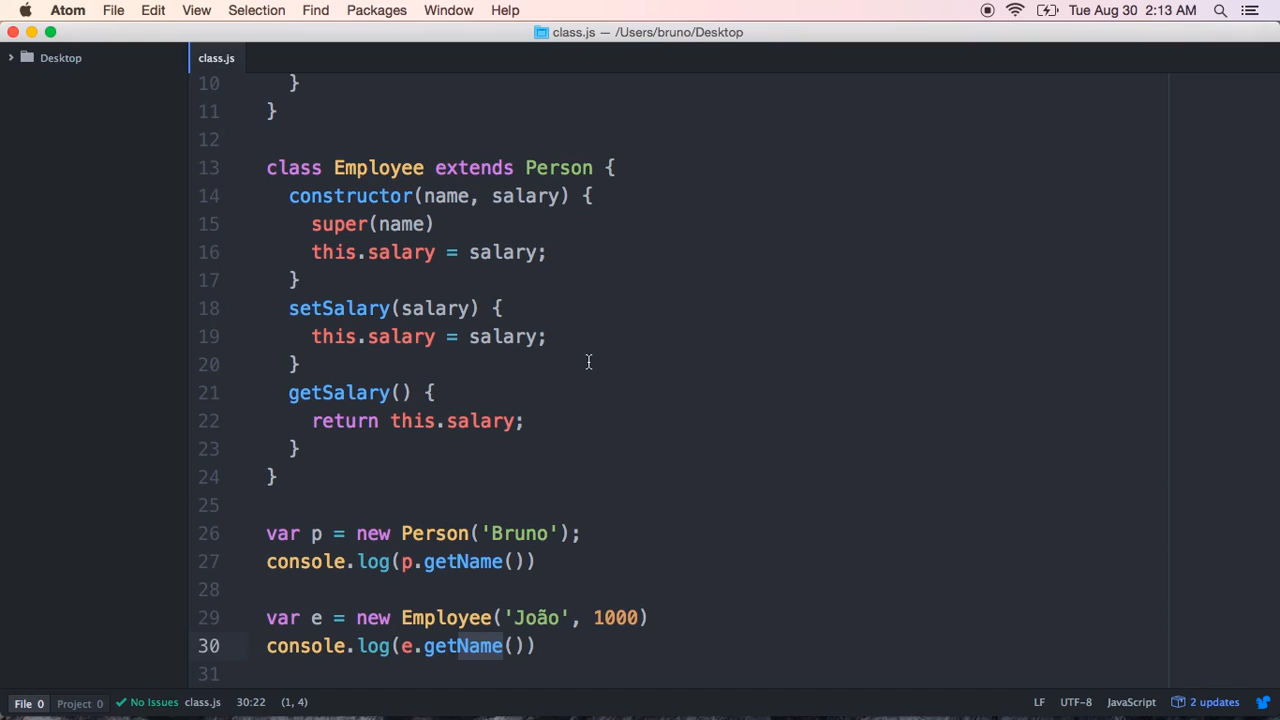 Atom File Edit View Selection Find Packages Window Help Tue Aug 30 2:13 AM
class.js — /Users/bruno/Desktop
Desktop class.js
10 }
11 }
12
13 class Employee extends Person {
14 constructor(name, salary) {
15 super(name)
16 this.salary = salary;
17 }
18 setSalary(salary) {
19 this.salary = salary;
20 }
21 getSalary() {
22 return this.salary;
23 }
24 }
25
26 var p = new Person('Bruno');
27 console.log(p.getName())
28
29 var e = new Employee('João', 1000)
30 console.log(e.getName())
31
File 0 Project 0 No Issues class.js 30:22 (1, 4) LF UTF-8 JavaScript 2 updates